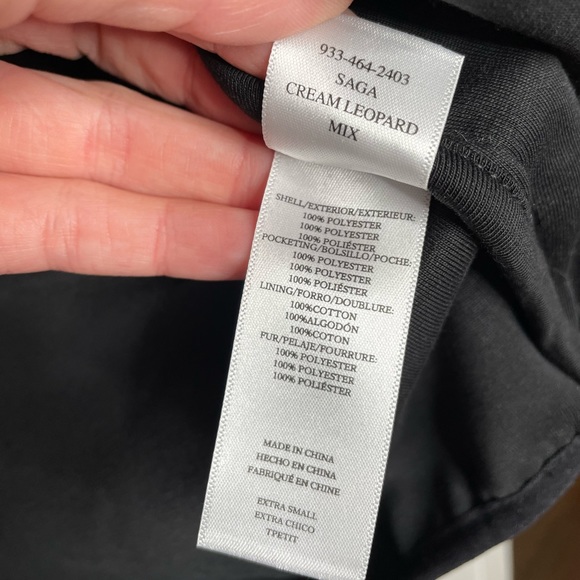 933-464-2403
SAGA
CREAM LEOPARD
MIX
SHELL/EXTERIOR/EXTERIEUR:
100% POLYESTER
100% POLYESTER
100% POLIÉSTER
POCKETING/BOLSILLO/POCHE:
100% POLYESTER
100% POLYESTER
100% POLIÉSTER
LINING/FORRO/DOUBLURE:
100%COTTON
100%ALGODÓN
100%COTON
FUR/PELAJE/FOURRURE:
100% POLYESTER
100% POLYESTER
100% POLIÉSTER
MADE IN CHINA
HECHO EN CHINA
FABRIQUÉ EN CHINE
EXTRA SMALL
EXTRA CHICO
TPETIT